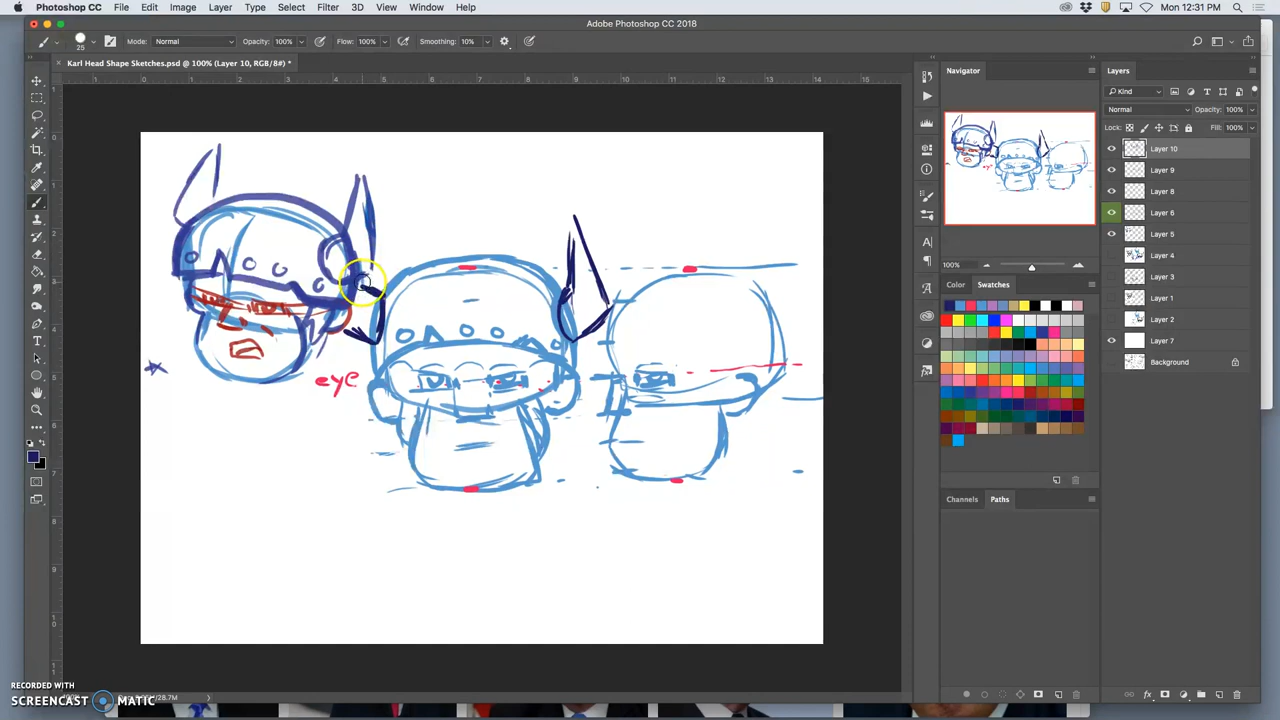 Photoshop CC File Edit Image Layer Type Select Filter 3D View Window Help Mon 12:31 PM
Adobe Photoshop CC 2018
25 Mode: Normal Opacity: 100% Flow: 100% Smoothing: 10%
Karl Head Shape Sketches.psd @ 100% (Layer 10, RGB/8#) *
Navigator
100%
Color Swatches
Channels Paths
Layers
Kind
Normal Opacity: 100%
Lock: Fill: 100%
Layer 10
Layer 9
Layer 8
Layer 6
Layer 5
Layer 4
Layer 3
Layer 1
Layer 2
Layer 7
Background
eye
RECORDED WITH
SCREENCAST MATIC